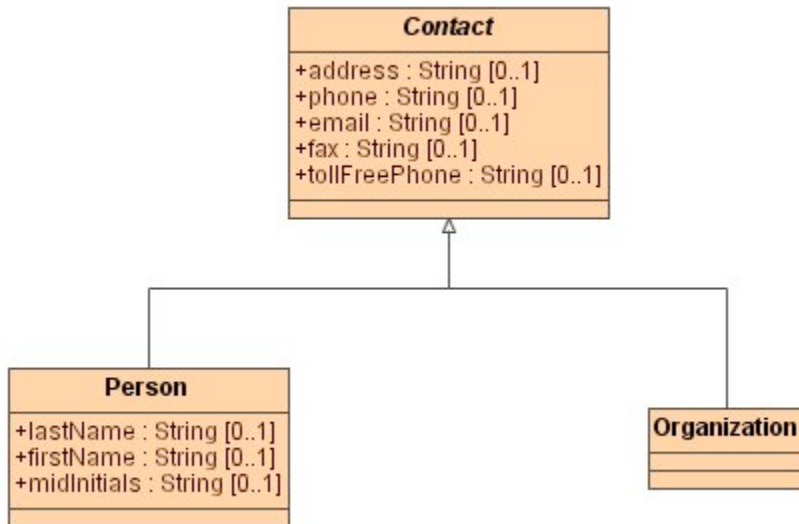 Contact
+address : String [0..1]
+phone : String [0..1]
+email : String [0..1]
+fax : String [0..1]
+tollFreePhone : String [0..1]
Person
+lastName : String [0..1]
+firstName : String [0..1]
+midInitials : String [0..1]
Organization